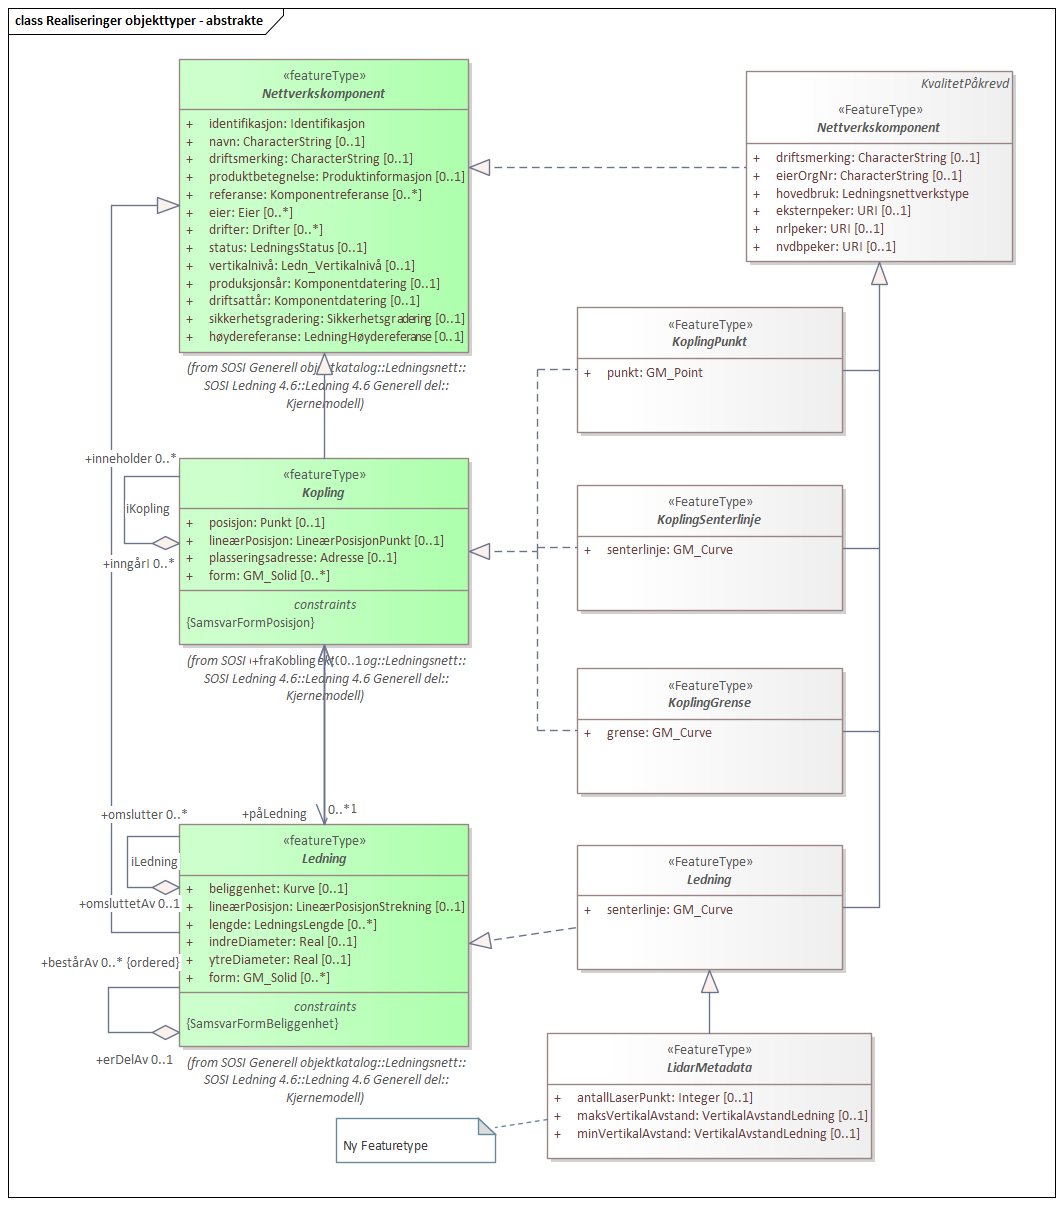 class Realiseringer objekttyper - abstrakte
«featureType»
Nettverkskomponent
+ identifikasjon: Identifikasjon
+ navn: CharacterString [0..1]
+ driftsmerking: CharacterString [0..1]
+ produktbetegnelse: Produktinformasjon [0..1]
+ referanse: Komponentreferanse [0..*]
+ eier: Eier [0..*]
+ drifter: Drifter [0..*]
+ status: LedningsStatus [0..1]
+ vertikalnivå: Ledn_Vertikalnivå [0..1]
+ produksjonsår: Komponentdatering [0..1]
+ driftsattår: Komponentdatering [0..1]
+ sikkerhetsgradering: Sikkerhetsgradering [0..1]
+ høydereferanse: LedningHøydereferanse [0..1]
(from SOSI Generell objektkatalog::Ledningsnett::
SOSI Ledning 4.6::Ledning 4.6 Generell del::
Kjernemodell)
KvalitetPåkrevd
«FeatureType»
Nettverkskomponent
+ driftsmerking: CharacterString [0..1]
+ eierOrgNr: CharacterString [0..1]
+ hovedbruk: Ledningsnettverkstype
+ eksternpeker: URI [0..1]
+ nrlpeker: URI [0..1]
+ nvdbpeker: URI [0..1]
«FeatureType»
KoplingPunkt
+ punkt: GM_Point
+inneholder 0..*
iKopling
+inngårI 0..*
«featureType»
Kopling
+ posisjon: Punkt [0..1]
+ lineærPosisjon: LineærPosisjonPunkt [0..1]
+ plasseringsadresse: Adresse [0..1]
+ form: GM_Solid [0..*]
constraints
{SamsvarFormPosisjon}
(from SOSI +fraKobling 0..1 og::Ledningsnett::
SOSI Ledning 4.6::Ledning 4.6 Generell del::
Kjernemodell)
«FeatureType»
KoplingSenterlinje
+ senterlinje: GM_Curve
«FeatureType»
KoplingGrense
+ grense: GM_Curve
+påLedning 0..*1
+omslutter 0..*
iLedning
+omsluttetAv 0..1
+bestårAv 0..* {ordered}
+erDelAv 0..1
«featureType»
Ledning
+ beliggenhet: Kurve [0..1]
+ lineærPosisjon: LineærPosisjonStrekning [0..1]
+ lengde: LedningsLengde [0..*]
+ indreDiameter: Real [0..1]
+ ytreDiameter: Real [0..1]
+ form: GM_Solid [0..*]
constraints
{SamsvarFormBeliggenhet}
(from SOSI Generell objektkatalog::Ledningsnett::
SOSI Ledning 4.6::Ledning 4.6 Generell del::
Kjernemodell)
«FeatureType»
Ledning
+ senterlinje: GM_Curve
«FeatureType»
LidarMetadata
+ antallLaserPunkt: Integer [0..1]
+ maksVertikalAvstand: VertikalAvstandLedning [0..1]
+ minVertikalAvstand: VertikalAvstandLedning [0..1]
Ny Featuretype